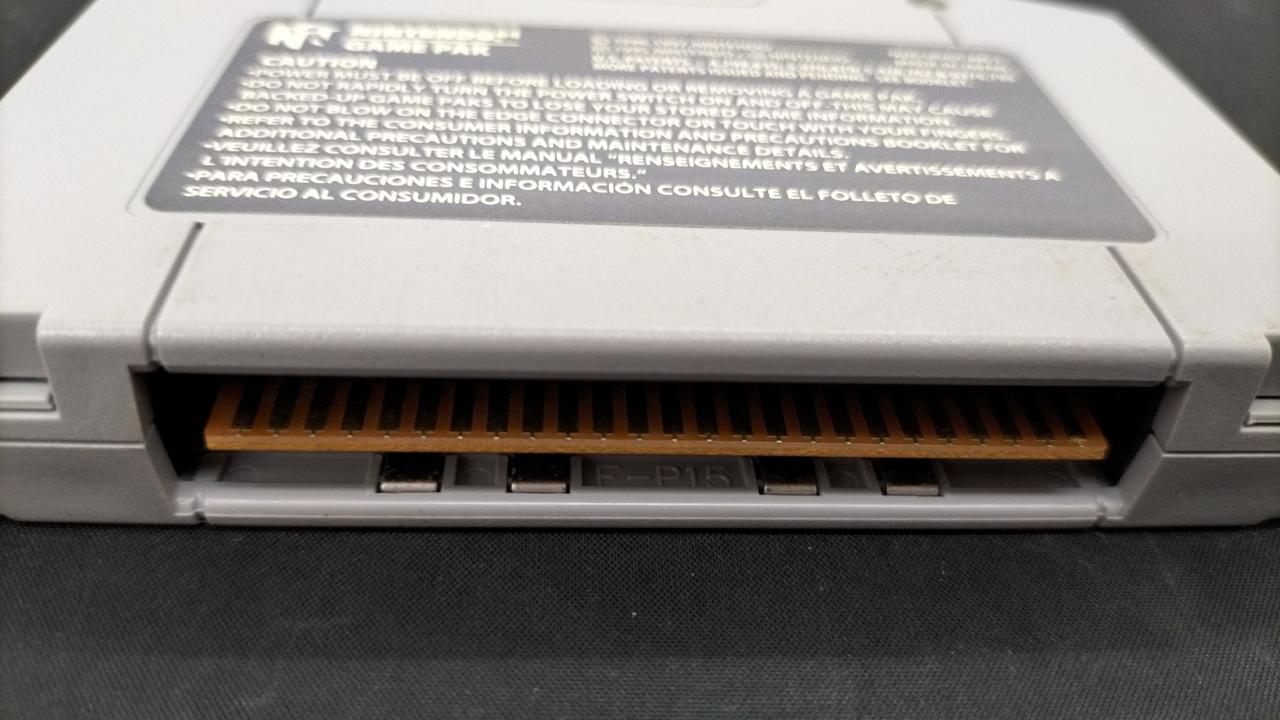 NINTENDO64
GAME PAK
CAUTION
•POWER MUST BE OFF BEFORE LOADING OR REMOVING A GAME PAK.
•DO NOT RAPIDLY TURN THE POWER SWITCH ON AND OFF-THIS MAY CAUSE
BACKED-UP GAME PAKS TO LOSE YOUR STORED GAME INFORMATION.
•DO NOT BLOW ON THE EDGE CONNECTOR OR TOUCH WITH YOUR FINGERS.
•REFER TO THE CONSUMER INFORMATION AND PRECAUTIONS BOOKLET FOR
ADDITIONAL PRECAUTIONS AND MAINTENANCE DETAILS.
•VEUILLEZ CONSULTER LE MANUAL "RENSEIGNEMENTS ET AVERTISSEMENTS À
L'INTENTION DES CONSOMMATEURS."
•PARA PRECAUCIONES E INFORMACIÓN CONSULTE EL FOLLETO DE
SERVICIO AL CONSUMIDOR.
F-P15